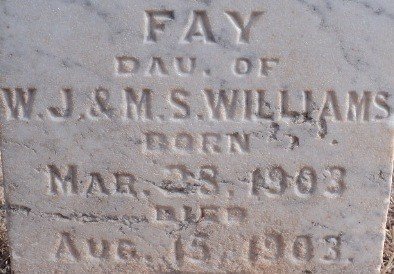 FAY
DAU. OF
W. J. & M. S. WILLIAMS
BORN
MAR. 28, 1903
DIED
AUG. 15, 1903.